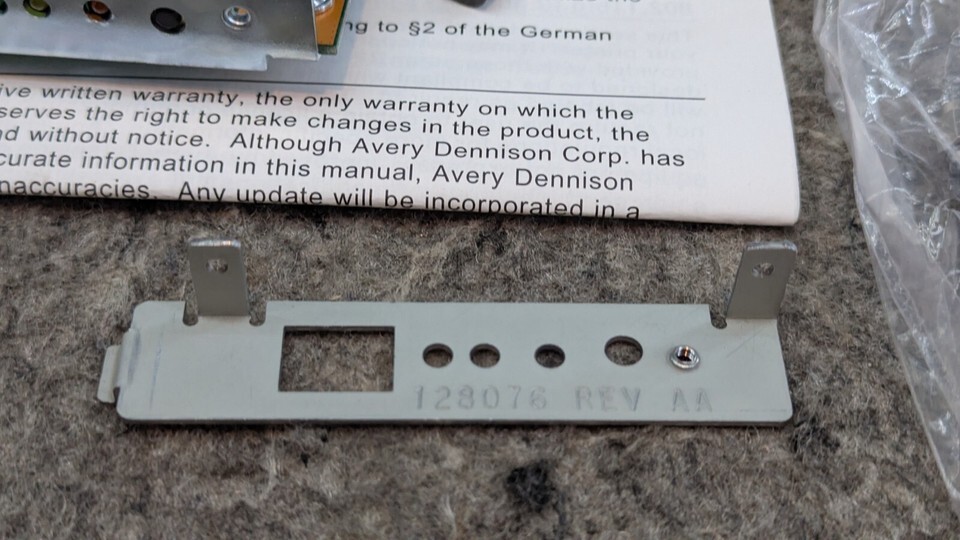 ng to §2 of the German
ive written warranty, the only warranty on which the
serves the right to make changes in the product, the
nd without notice. Although Avery Dennison Corp. has
curate information in this manual, Avery Dennison
naccuracies. Any update will be incorporated in a
128076 REV AA